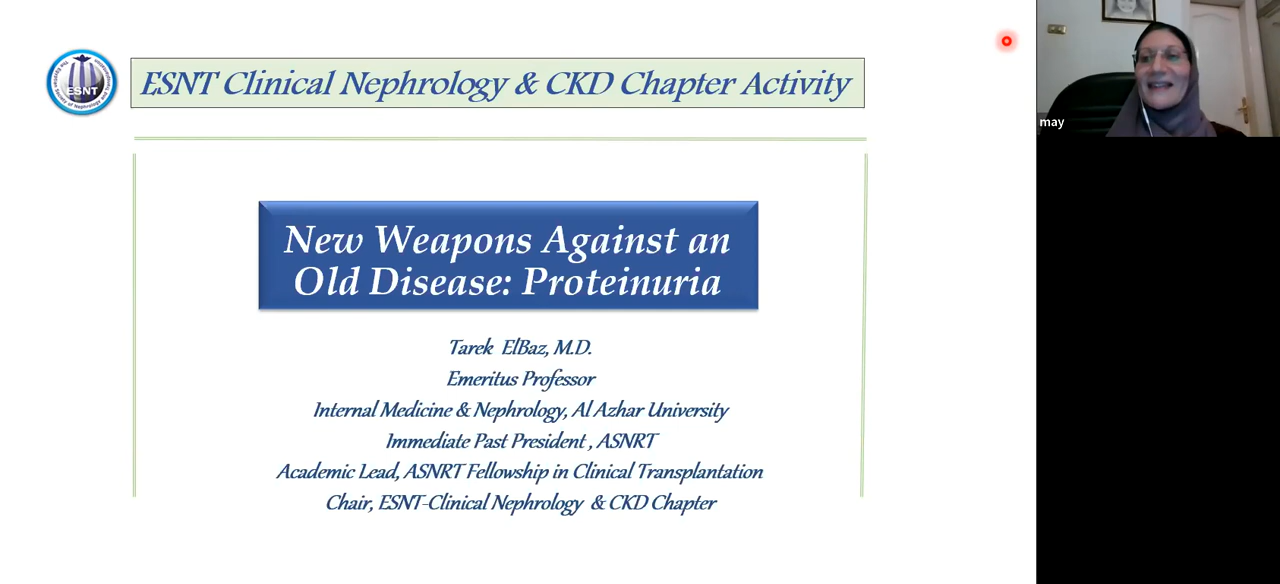 ESNT Clinical Nephrology & CKD Chapter Activity
ESNT
New Weapons Against an
Old Disease: Proteinuria
Tarek ElBaz, M.D.
Emeritus Professor
Internal Medicine & Nephrology, Al Azhar University
Immediate Past President , ASNRT
Academic Lead, ASNRT Fellowship in Clinical Transplantation
Chair, ESNT-Clinical Nephrology & CKD Chapter
may